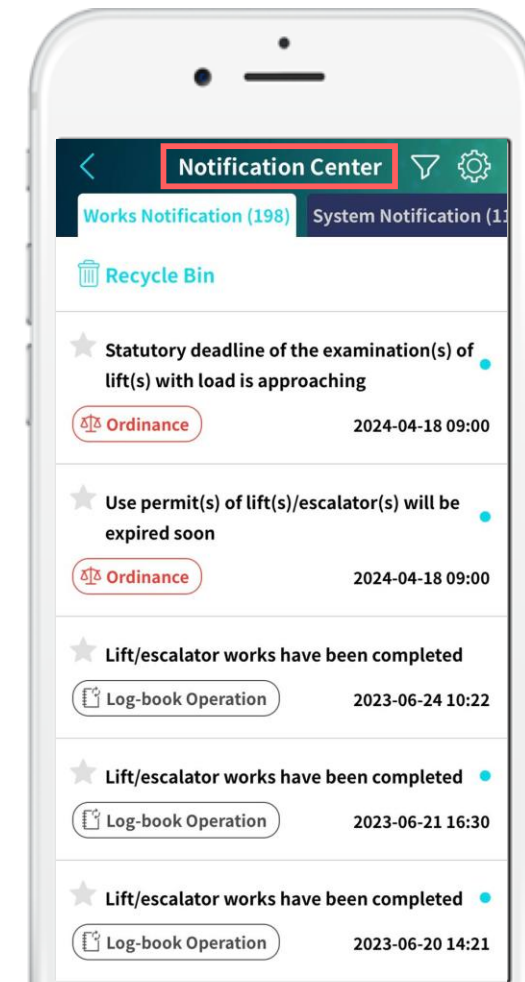 Notification Center
Works Notification (198) System Notification (11
Recycle Bin
Statutory deadline of the examination(s) of
lift(s) with load is approaching
Ordinance
2024-04-18 09:00
Use permit(s) of lift(s)/escalator(s) will be
expired soon
Ordinance
2024-04-18 09:00
Lift/escalator works have been completed
Log-book Operation
2023-06-24 10:22
Lift/escalator works have been completed
Log-book Operation
2023-06-21 16:30
Lift/escalator works have been completed
Log-book Operation
2023-06-20 14:21